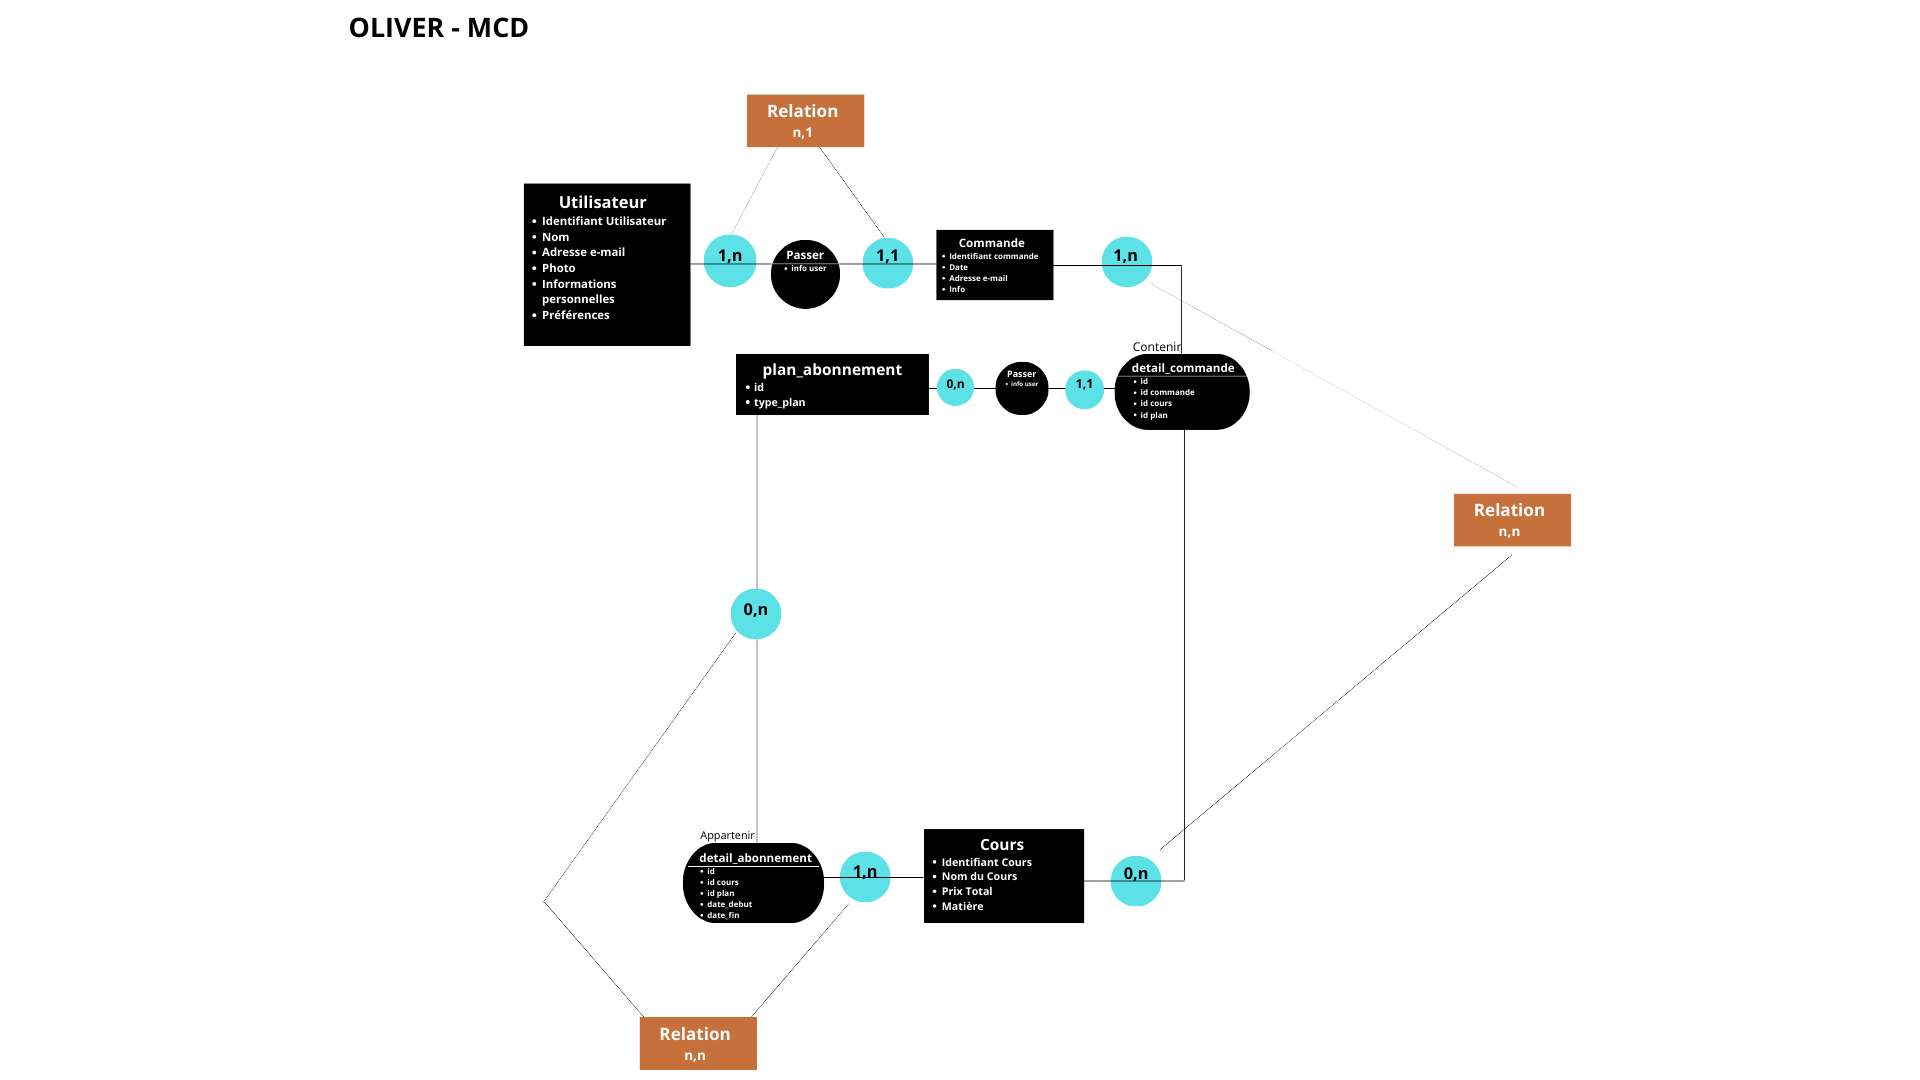 OLIVER - MCD
Relation
n,1
Utilisateur
• Identifiant Utilisateur
• Nom
• Adresse e-mail
• Photo
• Informations
personnelles
• Préférences
1,n
Passer
• info user
1,1
Commande
• Identifiant commande
• Date
• Adresse e-mail
• Info
1,n
plan_abonnement
• id
• type_plan
0,n
Passer
• info user
1,1
Contenir
detail_commande
• id
• id commande
• id cours
• id plan
Relation
n,n
0,n
Appartenir
detail_abonnement
• id
• id cours
• id plan
• date_debut
• date_fin
1,n
Cours
• Identifiant Cours
• Nom du Cours
• Prix Total
• Matière
0,n
Relation
n,n